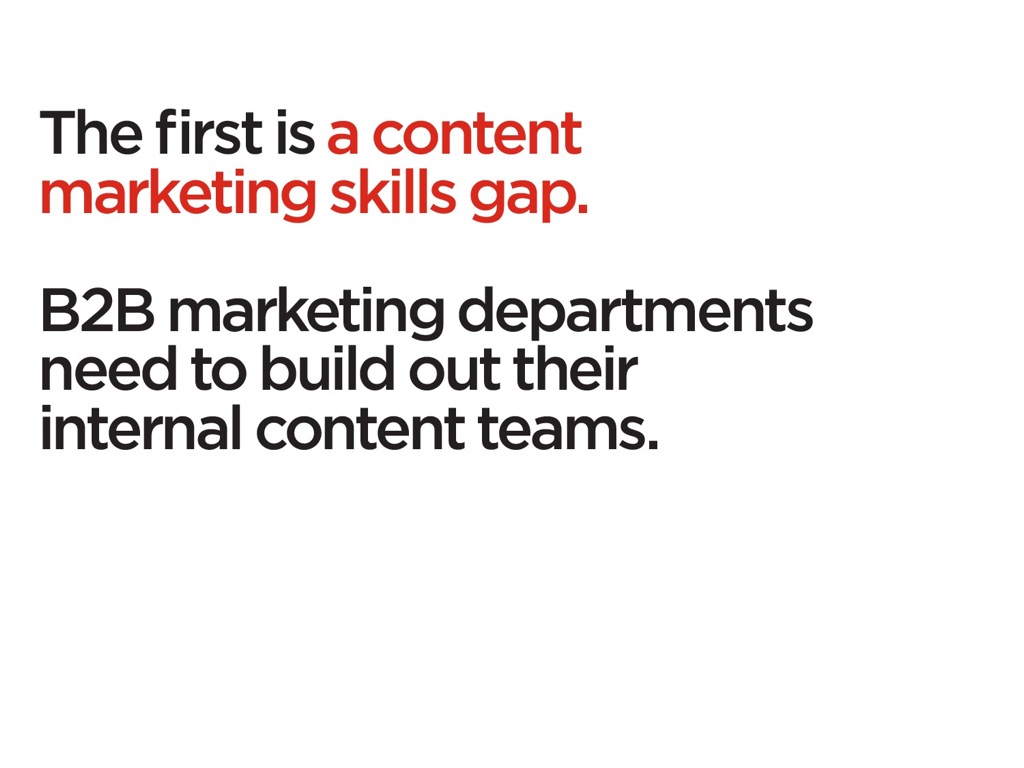 The first is a content
marketing skills gap.
B2B marketing departments
need to build out their
internal content teams.